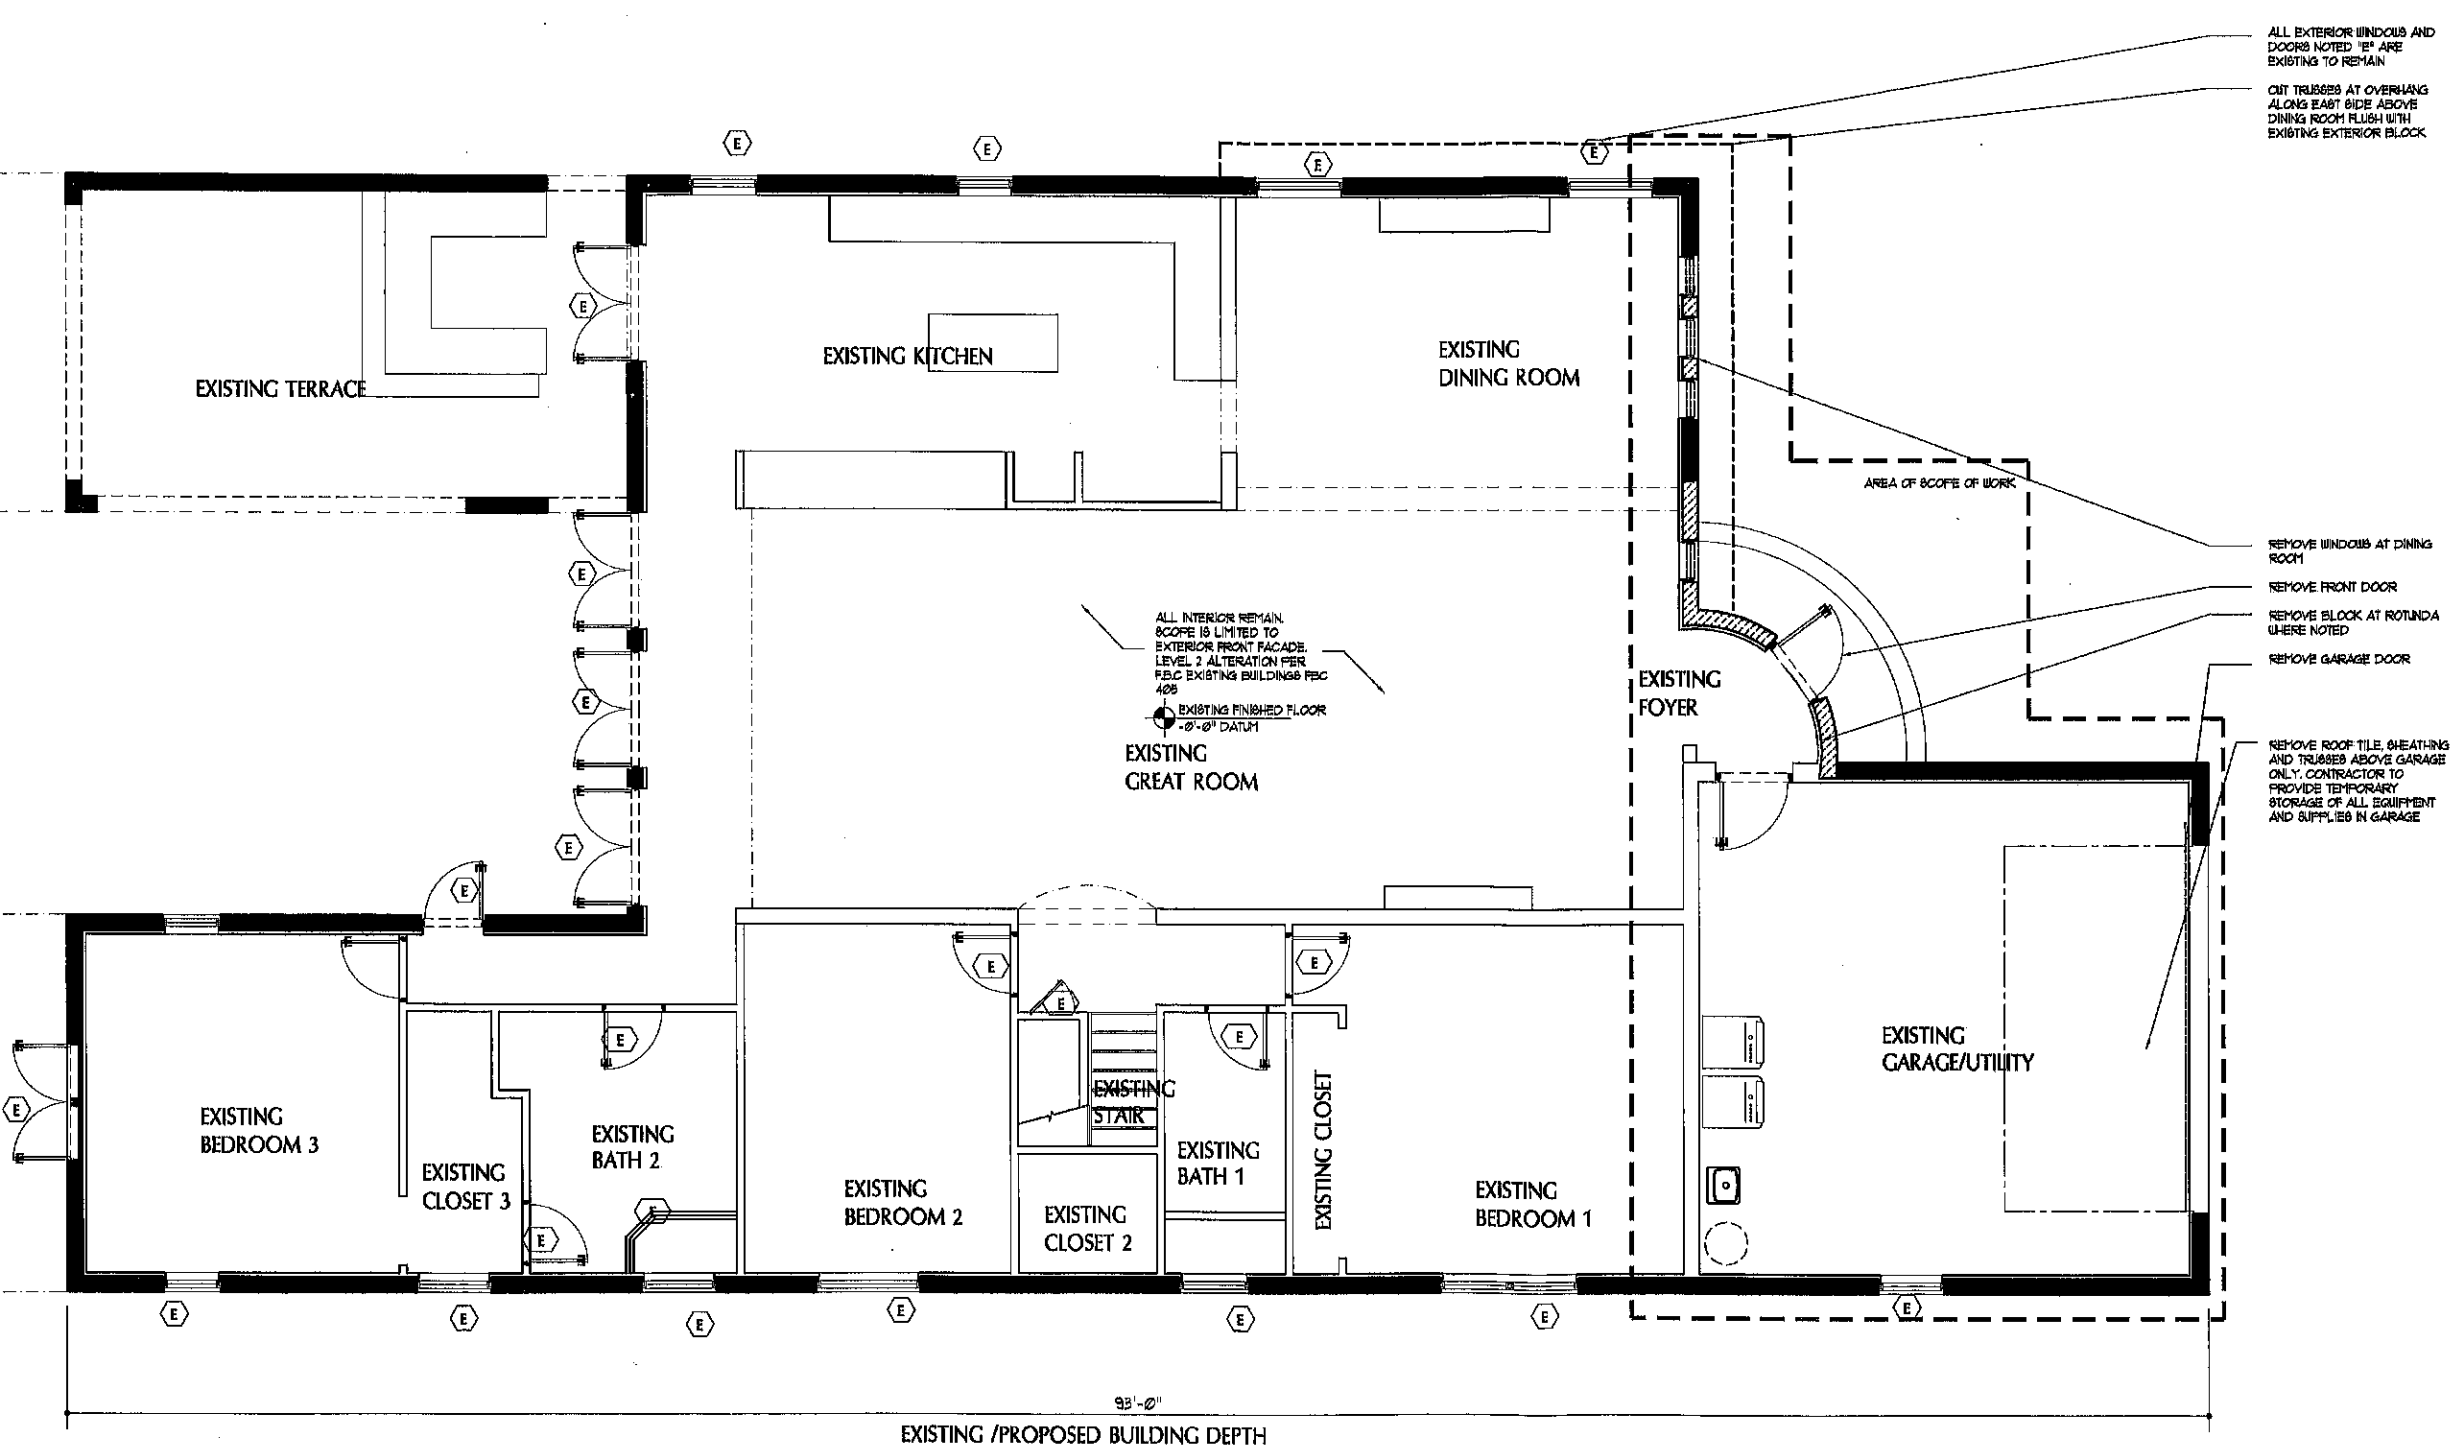 ALL EXTERIOR WINDOWS AND
DOORS NOTED "E" ARE
EXISTING TO REMAIN
CUT TRUSSES AT OVERHANG
ALONG EAST SIDE ABOVE
DINING ROOM FLUSH WITH
EXISTING EXTERIOR BLOCK
E
E
E
E
E
EXISTING TERRACE
EXISTING KITCHEN
EXISTING
DINING ROOM
AREA OF SCOPE OF WORK
REMOVE WINDOWS AT DINING
ROOM
REMOVE FRONT DOOR
REMOVE BLOCK AT ROTUNDA
WHERE NOTED
REMOVE GARAGE DOOR
REMOVE ROOF TILE, SHEATHING
AND TRUSSES ABOVE GARAGE
ONLY. CONTRACTOR TO
PROVIDE TEMPORARY
STORAGE OF ALL EQUIPMENT
AND SUPPLIES IN GARAGE
E
E
E
E
ALL INTERIOR REMAIN.
SCOPE IS LIMITED TO
EXTERIOR FRONT FACADE.
LEVEL 2 ALTERATION PER
F.B.C EXISTING BUILDINGS FBC
405
EXISTING FINISHED FLOOR
-0'-0" DATUM
EXISTING
GREAT ROOM
EXISTING
FOYER
E
E
E
E
E
E
EXISTING
BEDROOM 3
EXISTING
CLOSET 3
EXISTING
BATH 2
E
E
EXISTING
BEDROOM 2
EXISTING
STAIR
EXISTING
CLOSET 2
EXISTING
BATH 1
EXISTING CLOSET
EXISTING
BEDROOM 1
EXISTING
GARAGE/UTILITY
E
E
E
E
E
E
E
93'-0"
EXISTING /PROPOSED BUILDING DEPTH